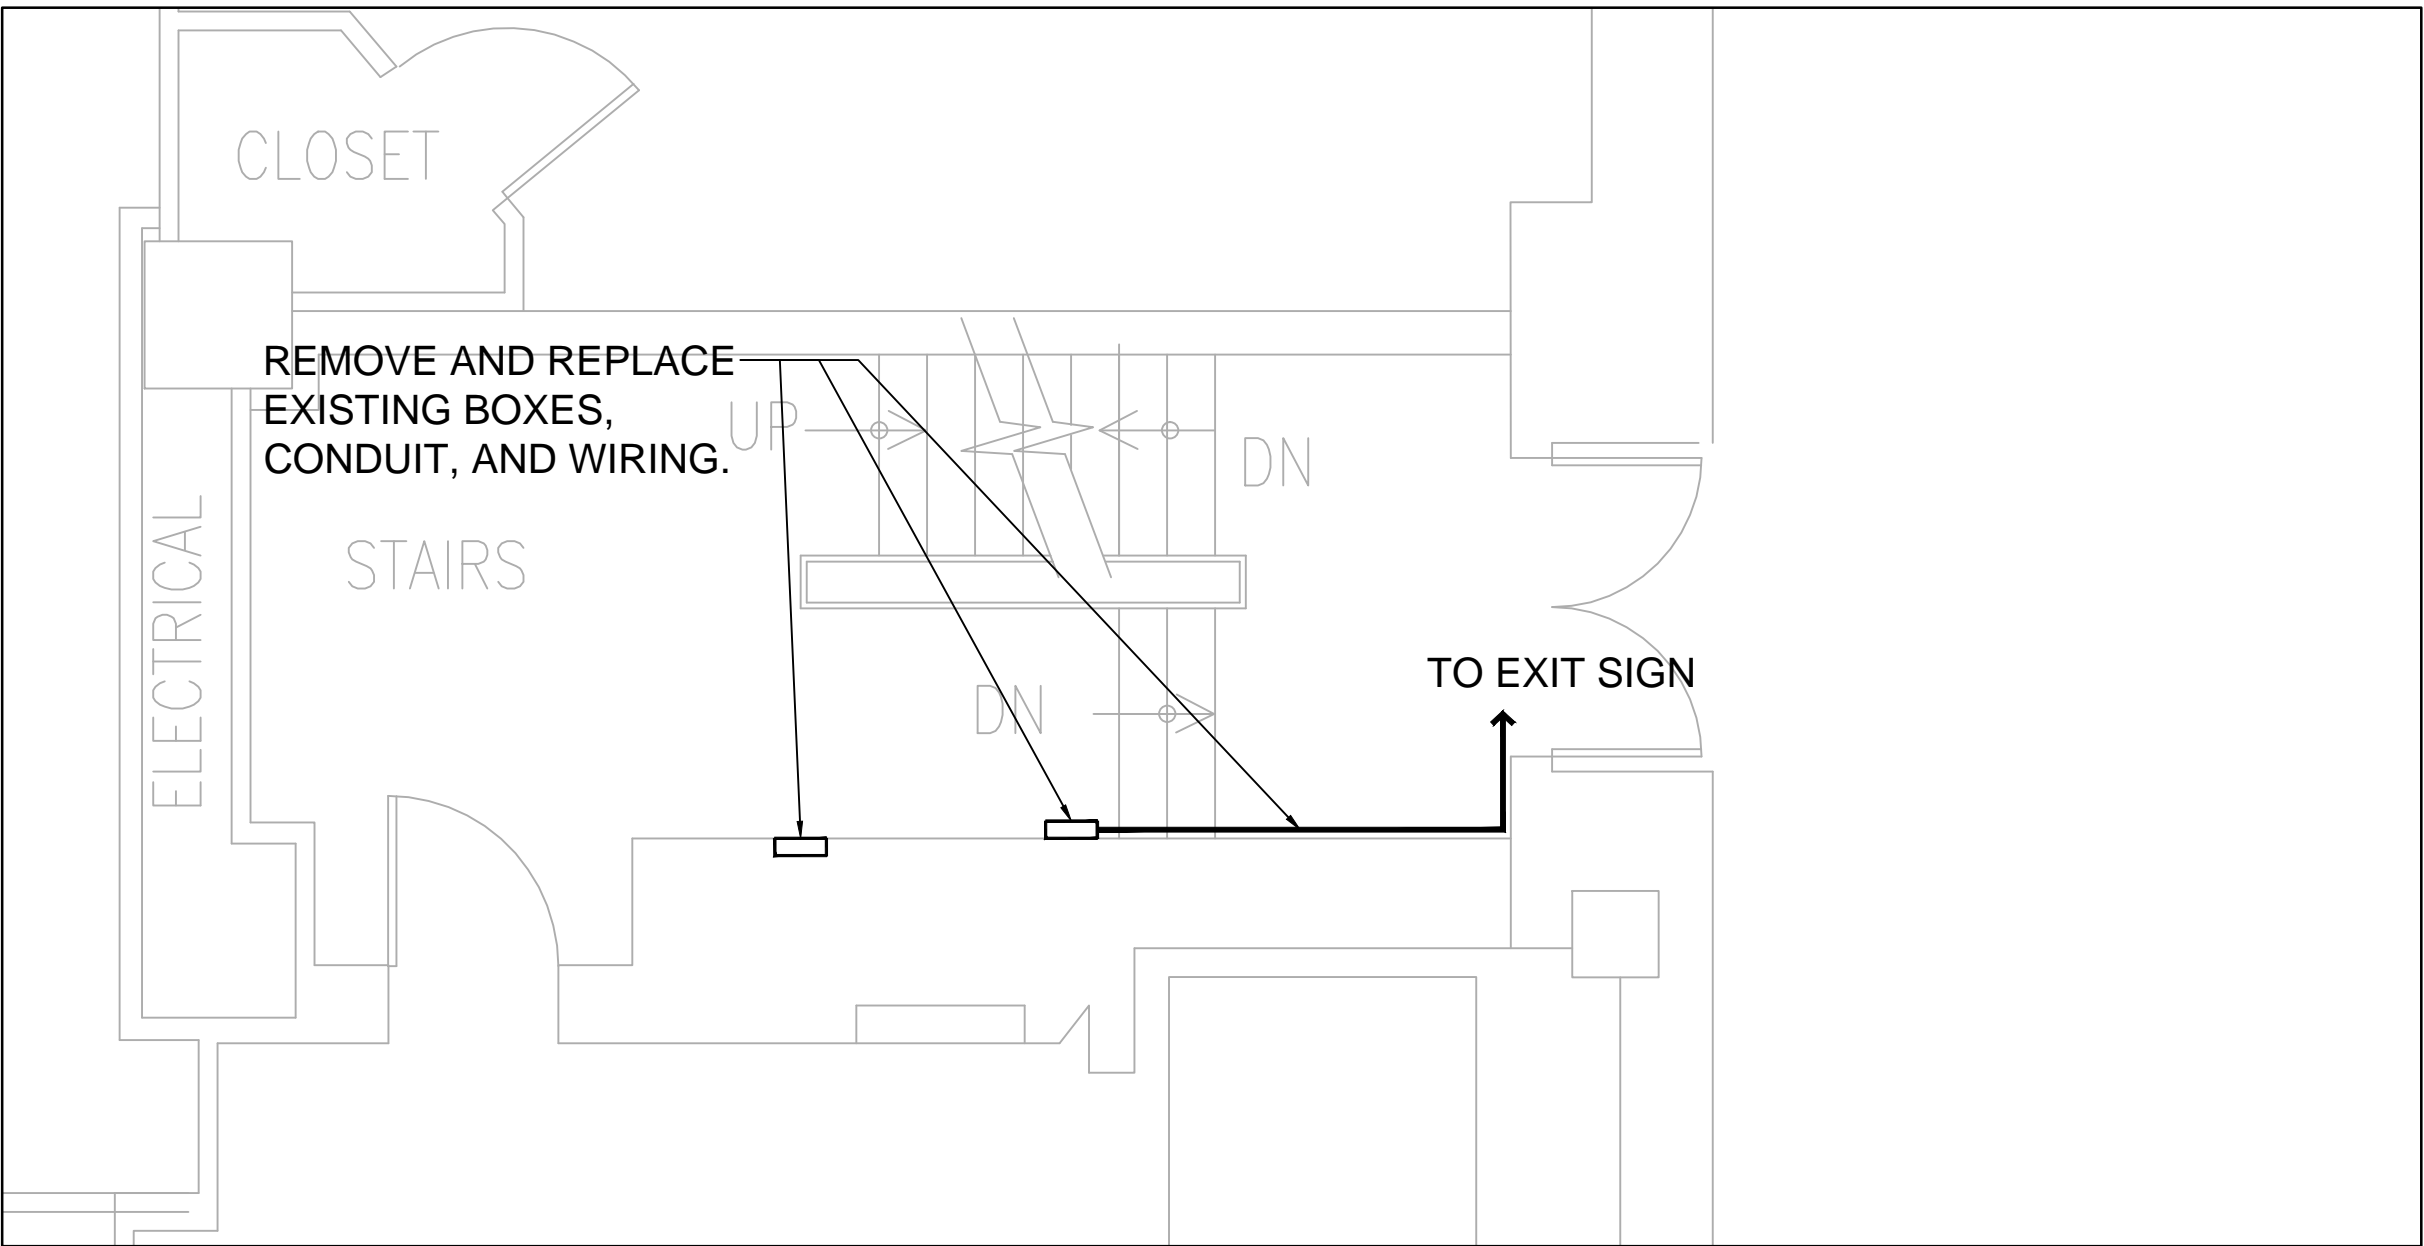 CLOSET
REMOVE AND REPLACE
EXISTING BOXES,
CONDUIT, AND WIRING.
UP
DN
STAIRS
ELECTRICAL
TO EXIT SIGN
DN